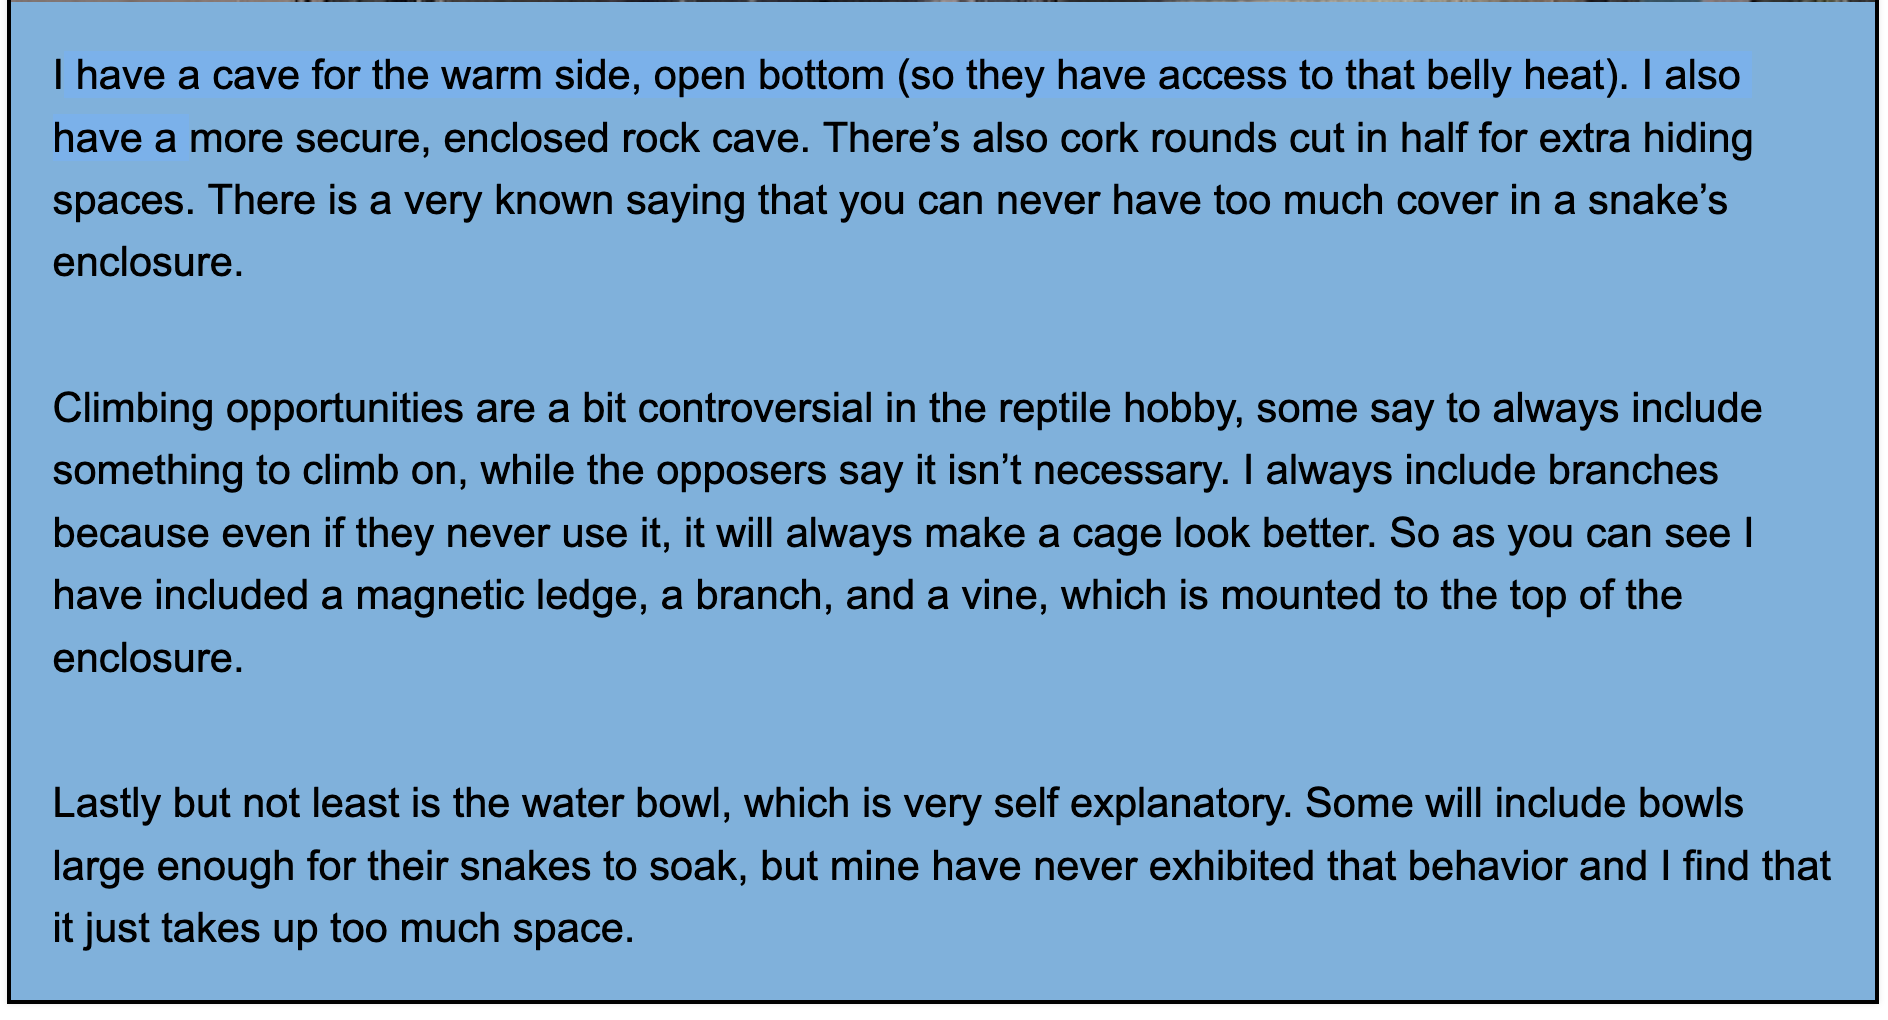 I have a cave for the warm side, open bottom (so they have access to that belly heat). I also
have a more secure, enclosed rock cave. There’s also cork rounds cut in half for extra hiding
spaces. There is a very known saying that you can never have too much cover in a snake’s
enclosure.
Climbing opportunities are a bit controversial in the reptile hobby, some say to always include
something to climb on, while the opposers say it isn’t necessary. I always include branches
because even if they never use it, it will always make a cage look better. So as you can see I
have included a magnetic ledge, a branch, and a vine, which is mounted to the top of the
enclosure.
Lastly but not least is the water bowl, which is very self explanatory. Some will include bowls
large enough for their snakes to soak, but mine have never exhibited that behavior and I find that
it just takes up too much space.